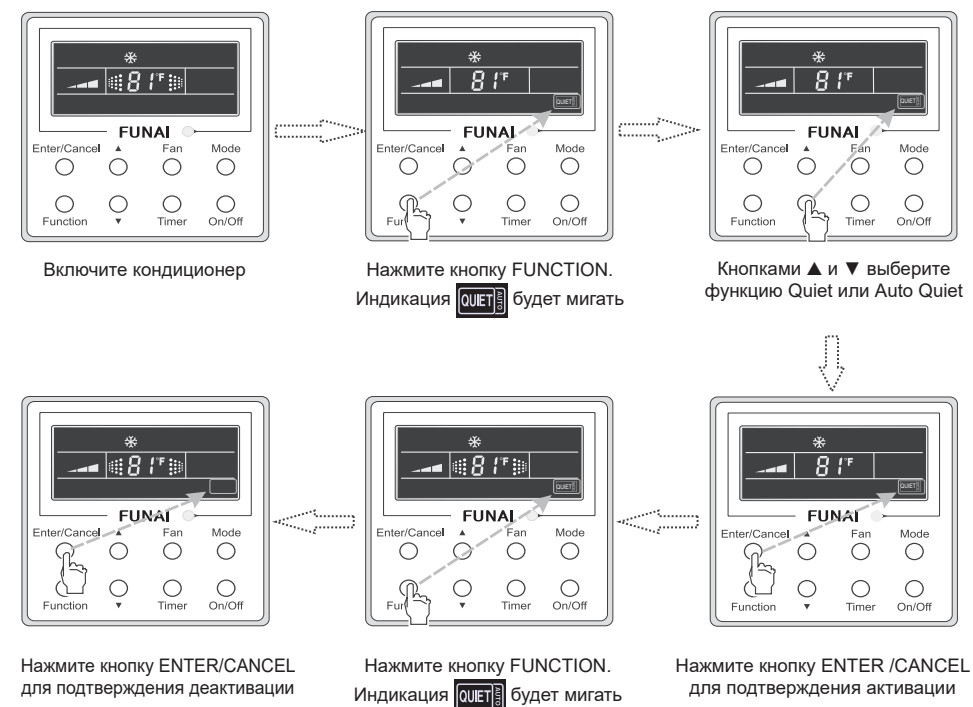 81°F
FUNAI
Enter/Cancel ▲ Fan Mode
Function ▼ Timer On/Off
Включите кондиционер
81°F
QUIET
FUNAI
Enter/Cancel ▲ Fan Mode
Fun ▼ Timer On/Off
Нажмите кнопку FUNCTION.
Индикация QUIET AUTO будет мигать
81°F
QUIET
FUNAI
Enter/Cancel ▲ Fan Mode
Function Timer On/Off
Кнопками ▲ и ▼ выберите
функцию Quiet или Auto Quiet
81°F
FUNAI
Enter/Cancel ▲ Fan Mode
Function ▼ Timer On/Off
Нажмите кнопку ENTER/CANCEL
для подтверждения деактивации
81°F
QUIET
FUNAI
Enter/Cancel ▲ Fan Mode
Fun ▼ Timer On/Off
Нажмите кнопку FUNCTION.
Индикация QUIET AUTO будет мигать
81°F
QUIET
FUNAI
Enter/Cancel ▲ Fan Mode
Function ▼ Timer On/Off
Нажмите кнопку ENTER /CANCEL
для подтверждения активации